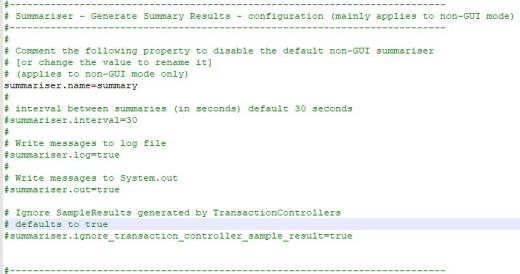 #---------------------------------------------------------------------------
# Summariser - Generate Summary Results - configuration (mainly applies to non-GUI mode)
#---------------------------------------------------------------------------
#
# Comment the following property to disable the default non-GUI summariser
# [or change the value to rename it]
# (applies to non-GUI mode only)
summariser.name=summary
#
# interval between summaries (in seconds) default 30 seconds
#summariser.interval=30
#
# Write messages to log file
#summariser.log=true
#
# Write messages to System.out
#summariser.out=true

# Ignore SampleResults generated by TransactionControllers
# defaults to true
#summariser.ignore_transaction_controller_sample_result=true

#---------------------------------------------------------------------------